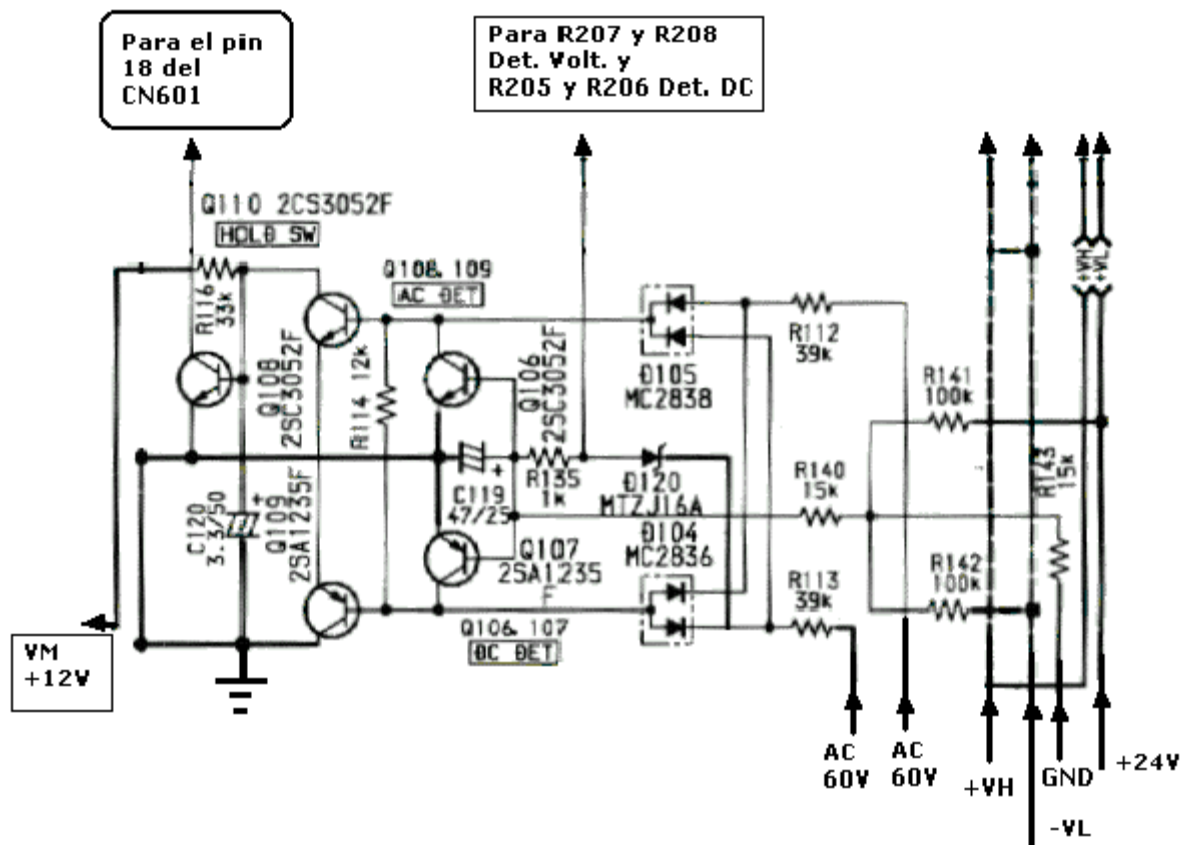 Para el pin
18 del
CN601
Para R207 y R208
Det. Volt. y
R205 y R206 Det. DC
Q110 2CS3052F
HOLD SW
R116
33k
Q108. 109
AC DET
Q108
2SC3052F
R114 12k
Q106
2SC3052F
D105
MC2838
R112
39k
R141
100k
+VH
+VL
R143
15k
R135
1k
C119
47/25
D120
MTZJ16A
R140
15k
D104
MC2836
C120
3.3/50
Q109
2SA1235F
Q107
2SA1235
F
R142
100k
R113
39k
Q106. 107
DC DET
VM
+12V
AC
60V
AC
60V
+VH
GND
+24V
-VL